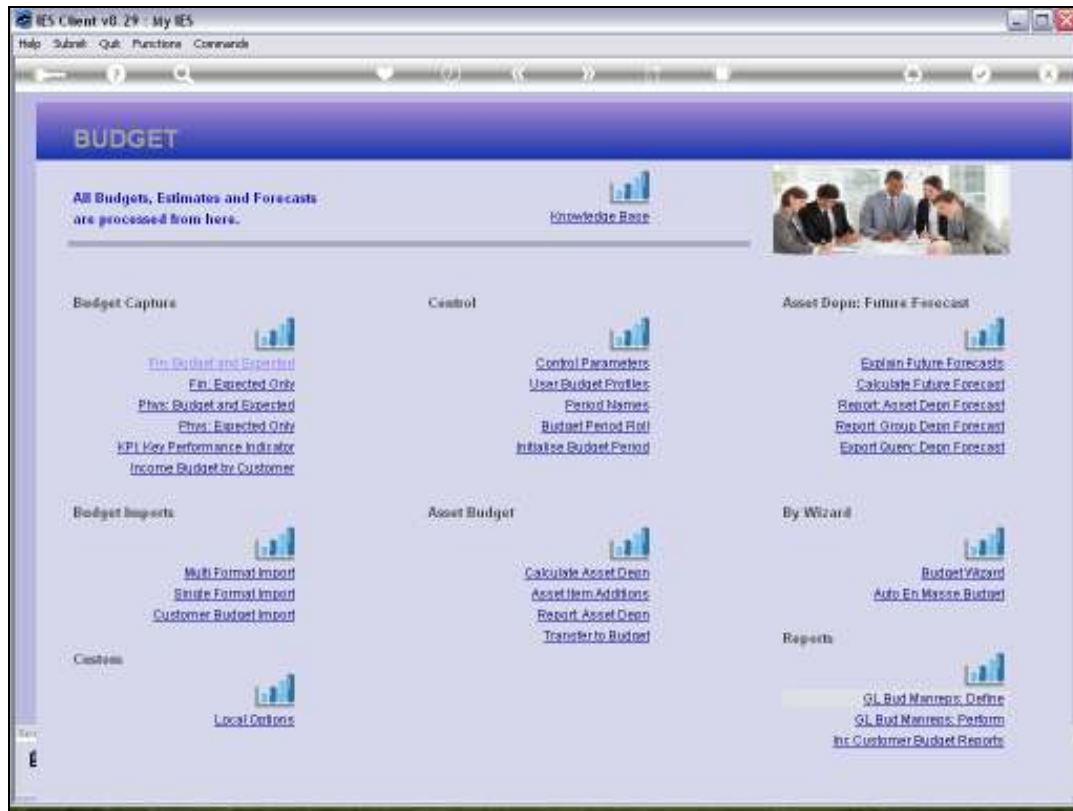 IES Client v8.29 : My IES
Help Submit Quit Functions Commands
BUDGET
All Budgets, Estimates and Forecasts
are processed from here.
Knowledge Base
Budget Capture
Fin: Budget and Expected
Fin: Expected Only
Phys: Budget and Expected
Phys: Expected Only
KPI: Key Performance Indicator
Income Budget by Customer
Control
Control Parameters
User Budget Profiles
Period Names
Budget Period Roll
Initialise Budget Period
Asset Depn: Future Forecast
Explain Future Forecasts
Calculate Future Forecast
Report: Asset Depn Forecast
Report: Group Depn Forecast
Export Query: Depn Forecast
Budget Imports
Multi Format Import
Single Format Import
Customer Budget Import
Asset Budget
Calculate Asset Depn
Asset Item Additions
Report: Asset Depn
Transfer to Budget
By Wizard
Budget Wizard
Auto En Masse Budget
Custom
Local Options
Reports
GL Bud Manreps: Define
GL Bud Manreps: Perform
Inc Customer Budget Reports